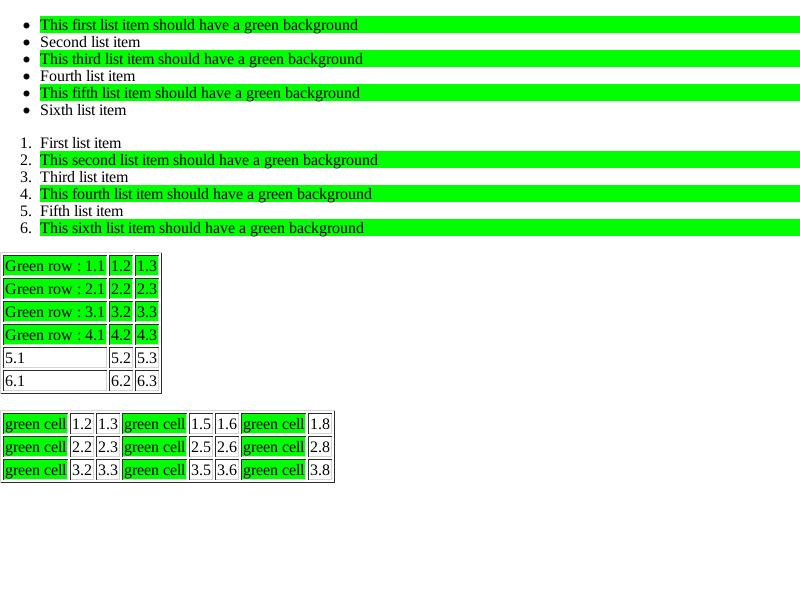 • This first list item should have a green background
• Second list item
• This third list item should have a green background
• Fourth list item
• This fifth list item should have a green background
• Sixth list item
1. First list item
2. This second list item should have a green background
3. Third list item
4. This fourth list item should have a green background
5. Fifth list item
6. This sixth list item should have a green background
Green row : 1.1 1.2 1.3
Green row : 2.1 2.2 2.3
Green row : 3.1 3.2 3.3
Green row : 4.1 4.2 4.3
5.1 5.2 5.3
6.1 6.2 6.3
green cell 1.2 1.3 green cell 1.5 1.6 green cell 1.8
green cell 2.2 2.3 green cell 2.5 2.6 green cell 2.8
green cell 3.2 3.3 green cell 3.5 3.6 green cell 3.8